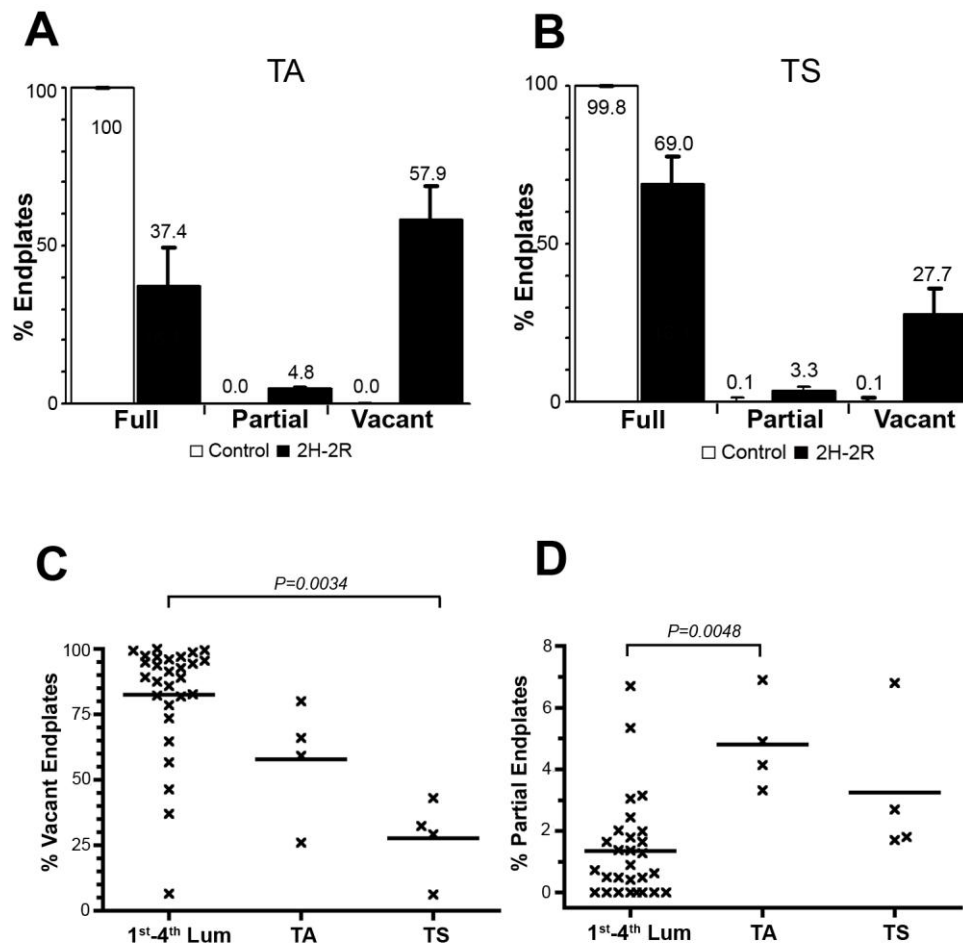 A
TA
% Endplates
100
50
0
100
37.4
0.0
4.8
0.0
57.9
Full
Partial
Vacant
Control 2H-2R
B
TS
% Endplates
100
50
0
99.8
69.0
0.1
3.3
0.1
27.7
Full
Partial
Vacant
Control 2H-2R
C
P=0.0034
% Vacant Endplates
100
75
50
25
0
1st-4th Lum
TA
TS
D
P=0.0048
% Partial Endplates
8
6
4
2
0
1st-4th Lum
TA
TS